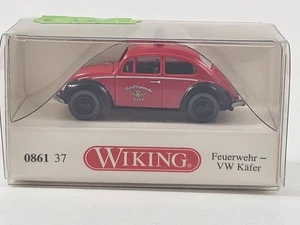 0861 37
WIKING
Feuerwehr –
VW Käfer